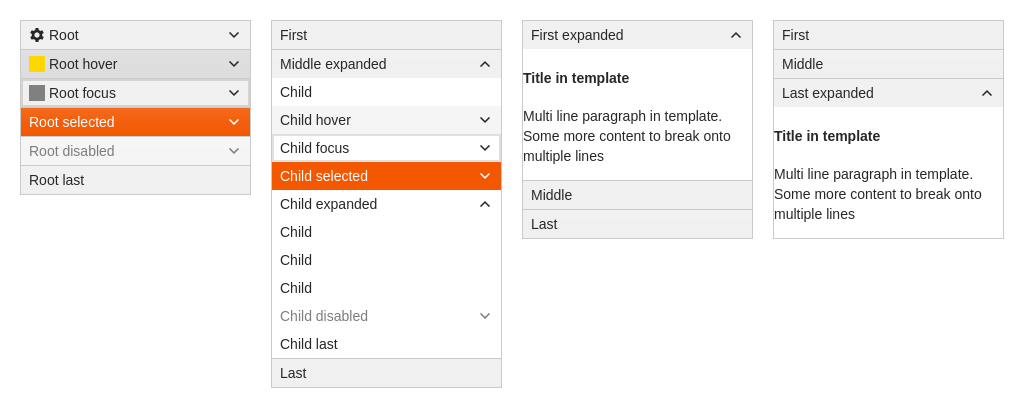 Root
Root hover
Root focus
Root selected
Root disabled
Root last
First
Middle expanded
Child
Child hover
Child focus
Child selected
Child expanded
Child
Child
Child
Child disabled
Child last
Last
First expanded
Title in template
Multi line paragraph in template.
Some more content to break onto
multiple lines
Middle
Last
First
Middle
Last expanded
Title in template
Multi line paragraph in template.
Some more content to break onto
multiple lines